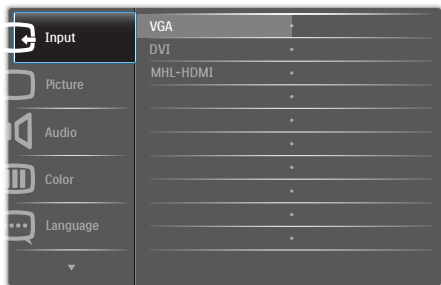 Input
Picture
Audio
Color
Language
VGA
DVI
MHL-HDMI